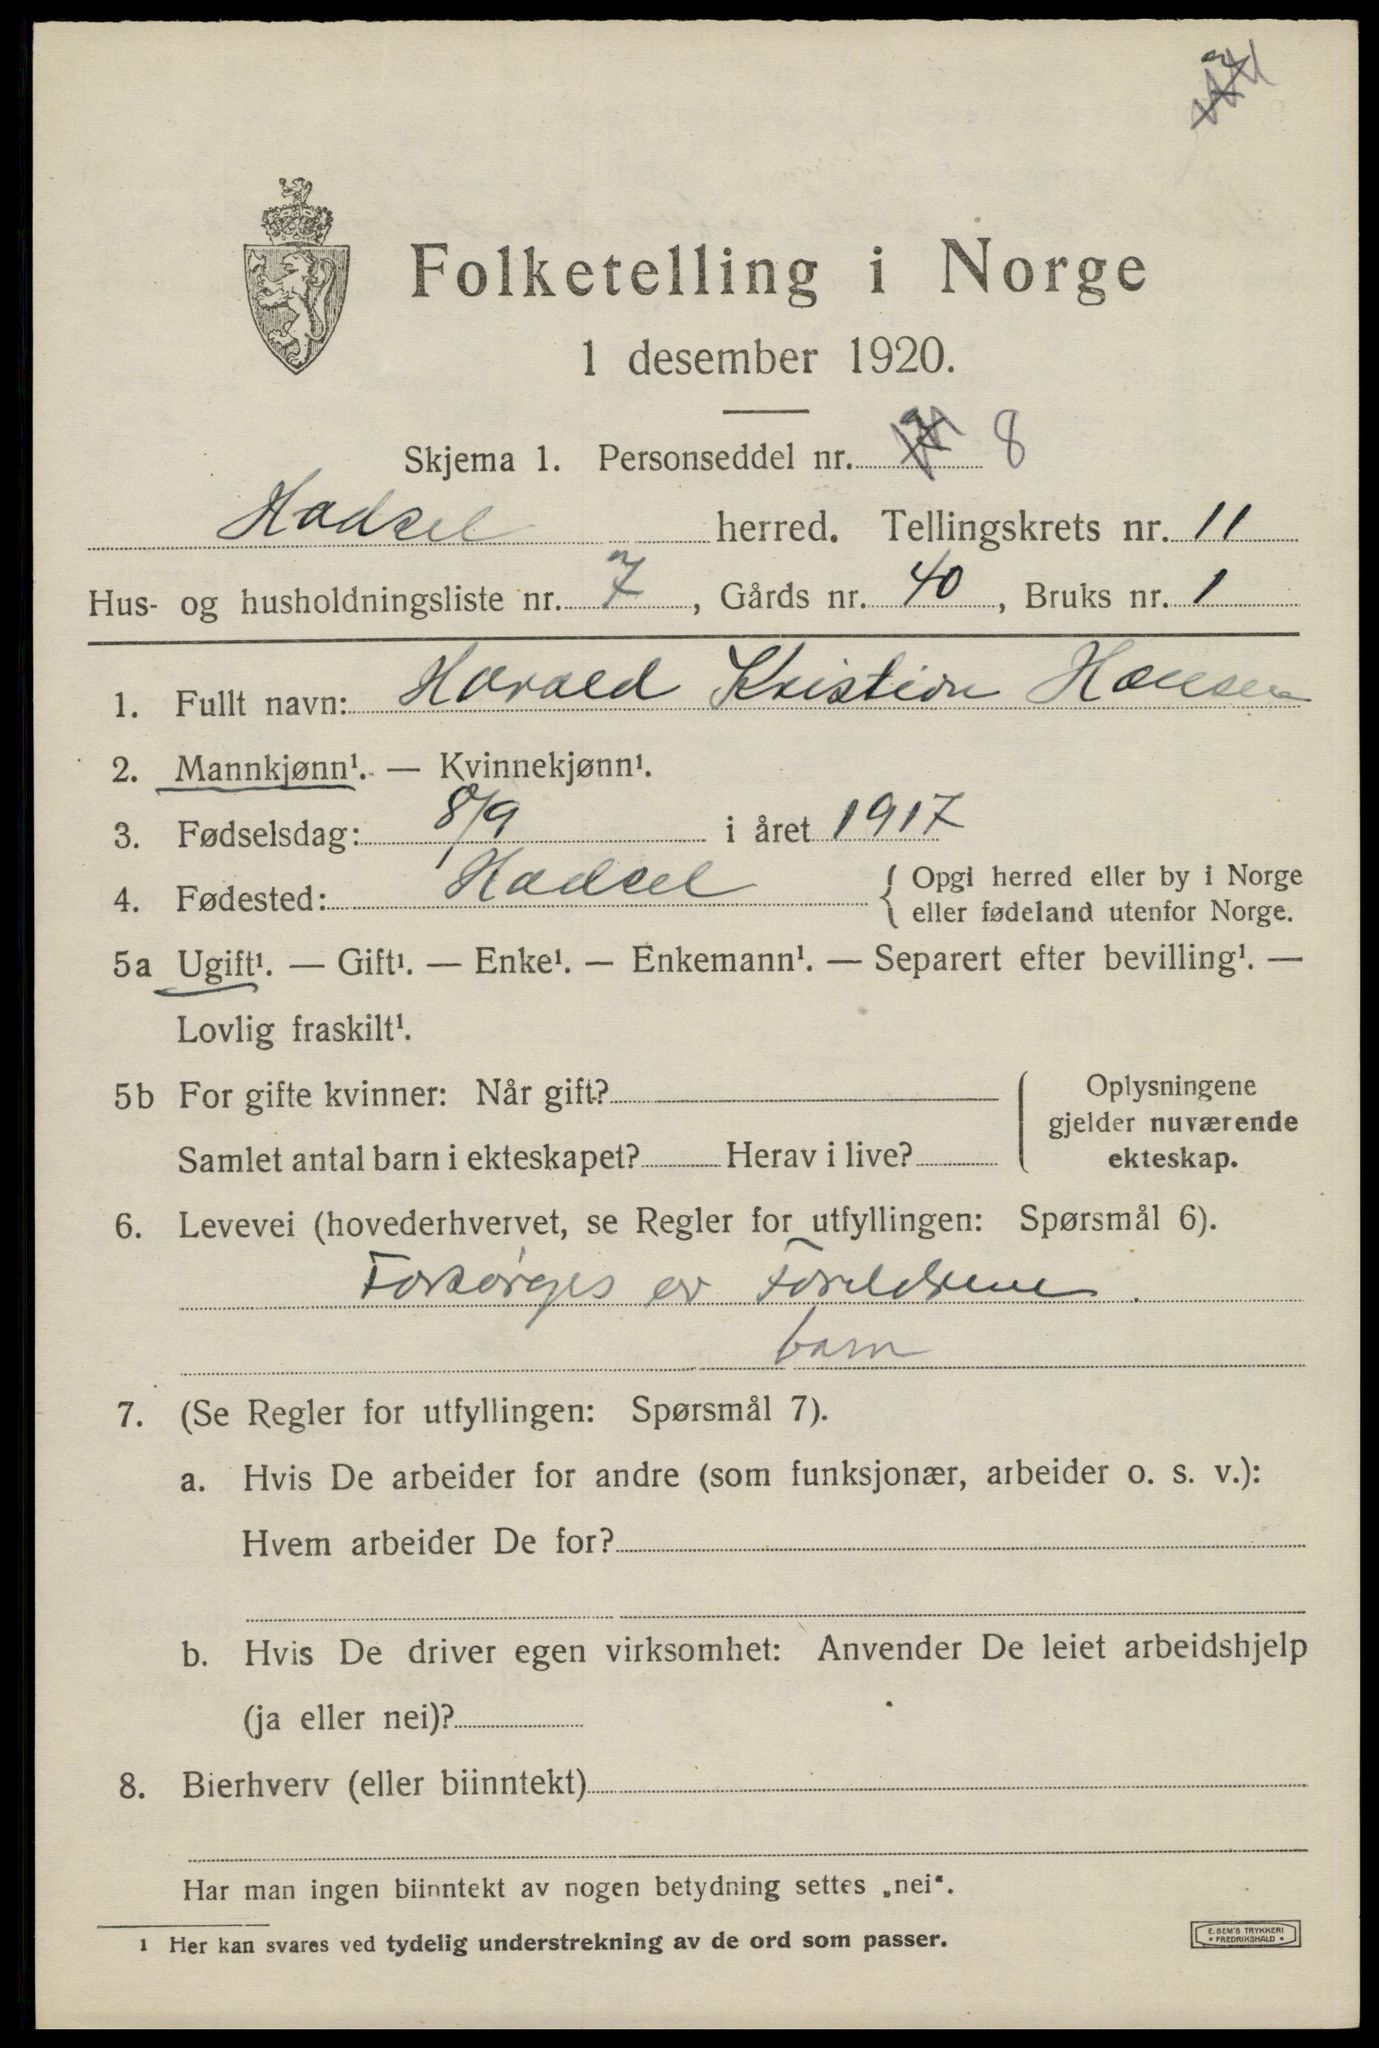 Folketelling i Norge
1 desember 1920.
Skjema 1. Personseddel nr. 8
Hadsel herred. Tellingskrets nr. 11
Hus- og husholdningsliste nr. 7, Gårds nr. 40, Bruks nr. 1
1. Fullt navn: Harald Kristian Hansen
2. Mannkjønn¹. — Kvinnekjønn¹.
3. Fødselsdag: 8/9 i året 1917
4. Fødested: Hadsel { Opgi herred eller by i Norge
eller fødeland utenfor Norge.
5a Ugift¹. — Gift¹. — Enke¹. — Enkemann¹. — Separert efter bevilling¹. —
Lovlig fraskilt¹.
5b For gifte kvinner: Når gift?
Samlet antal barn i ekteskapet? Herav i live?
Oplysningene
gjelder nuværende
ekteskap.
6. Levevei (hovederhvervet, se Regler for utfyllingen: Spørsmål 6).
Forsørges av Foreldrene.
barn
7. (Se Regler for utfyllingen: Spørsmål 7).
a. Hvis De arbeider for andre (som funksjonær, arbeider o. s. v.):
Hvem arbeider De for?
b. Hvis De driver egen virksomhet: Anvender De leiet arbeidshjelp
(ja eller nei)?
8. Bierhverv (eller biinntekt)
Har man ingen biinntekt av nogen betydning settes „nei“.
1 Her kan svares ved tydelig understrekning av de ord som passer.
E. SEM'S TRYKKERI
* FREDRIKSHALD *